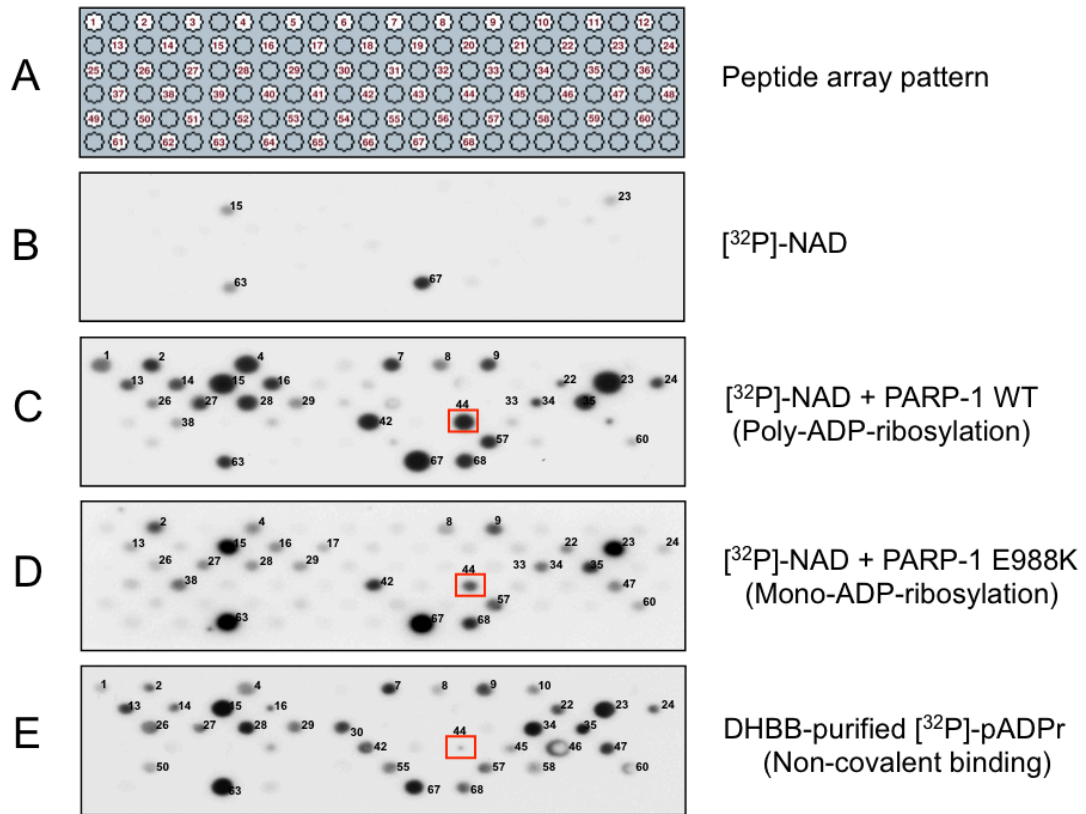 1 2 3 4 5 6 7 8 9 10 11 12
13 14 15 16 17 18 19 20 21 22 23 24
25 26 27 28 29 30 31 32 33 34 35 36
37 38 39 40 41 42 43 44 45 46 47 48
49 50 51 52 53 54 55 56 57 58 59 60
61 62 63 64 65 66 67 68
A
Peptide array pattern
15 23
63 67
B
[³²P]-NAD
1 2 4 7 8 9
13 14 15 16 22 23 24
26 27 28 29 33 34 35
38 42 44
57 60
63 67 68
C
[³²P]-NAD + PARP-1 WT
(Poly-ADP-ribosylation)
2 4 8 9
13 15 16 17 22 23 24
26 27 28 29 33 34 35
38 42 44 47
57 60
63 67 68
D
[³²P]-NAD + PARP-1 E988K
(Mono-ADP-ribosylation)
1 2 4 7 8 9 10
13 14 15 16 22 23 24
26 27 28 29 30 34 35
42 44 45 46 47
50 55 57 58 60
63 67 68
E
DHBB-purified [³²P]-pADPr
(Non-covalent binding)